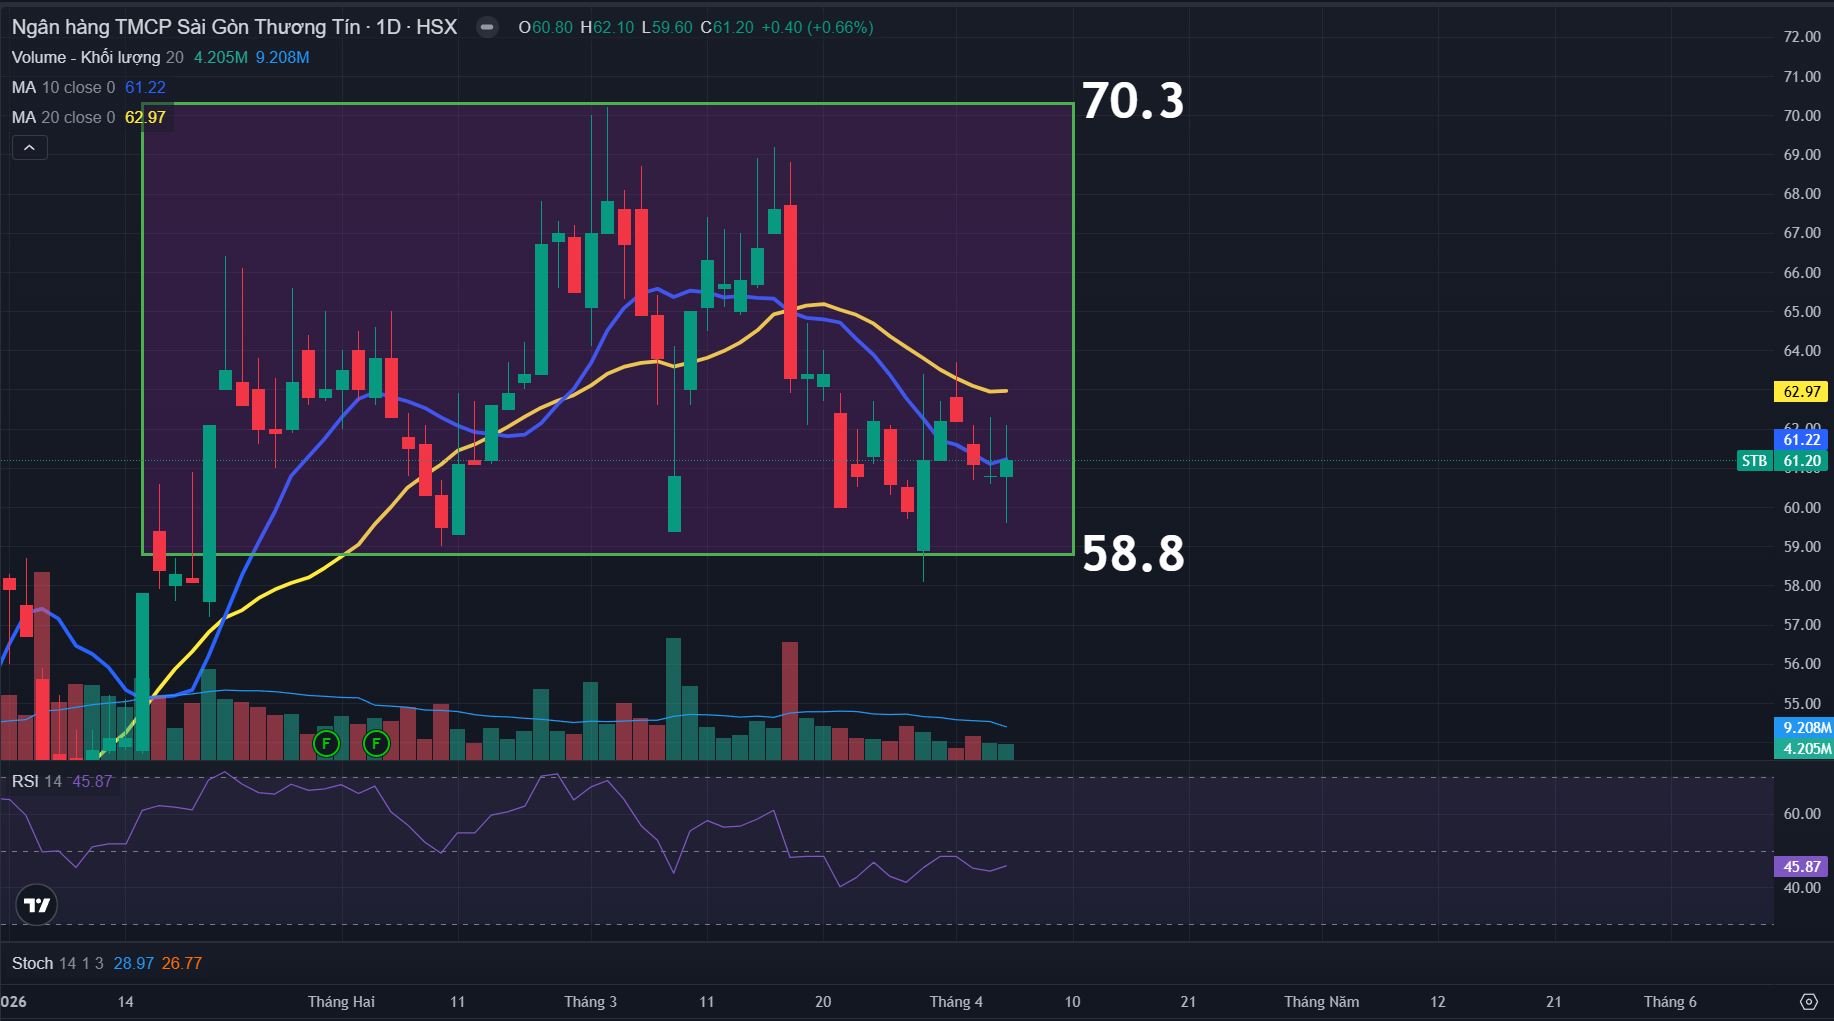 Ngân hàng TMCP Sài Gòn Thương Tín · 1D · HSX O60.80 H62.10 L59.60 C61.20 +0.40 (+0.66%)
Volume - Khối lượng 20 4.205M 9.208M
MA 10 close 0 61.22
MA 20 close 0 62.97
70.3
58.8
72.00
71.00
70.00
69.00
68.00
67.00
66.00
65.00
64.00
62.97
62.00
61.22
STB 61.20
60.00
59.00
58.00
57.00
56.00
55.00
9.208M
4.205M
F F
RSI 14 45.87
60.00
45.87
40.00
Stoch 14 1 3 28.97 26.77
026 14 Tháng Hai 11 Tháng 3 11 20 Tháng 4 10 21 Tháng Năm 12 21 Tháng 6